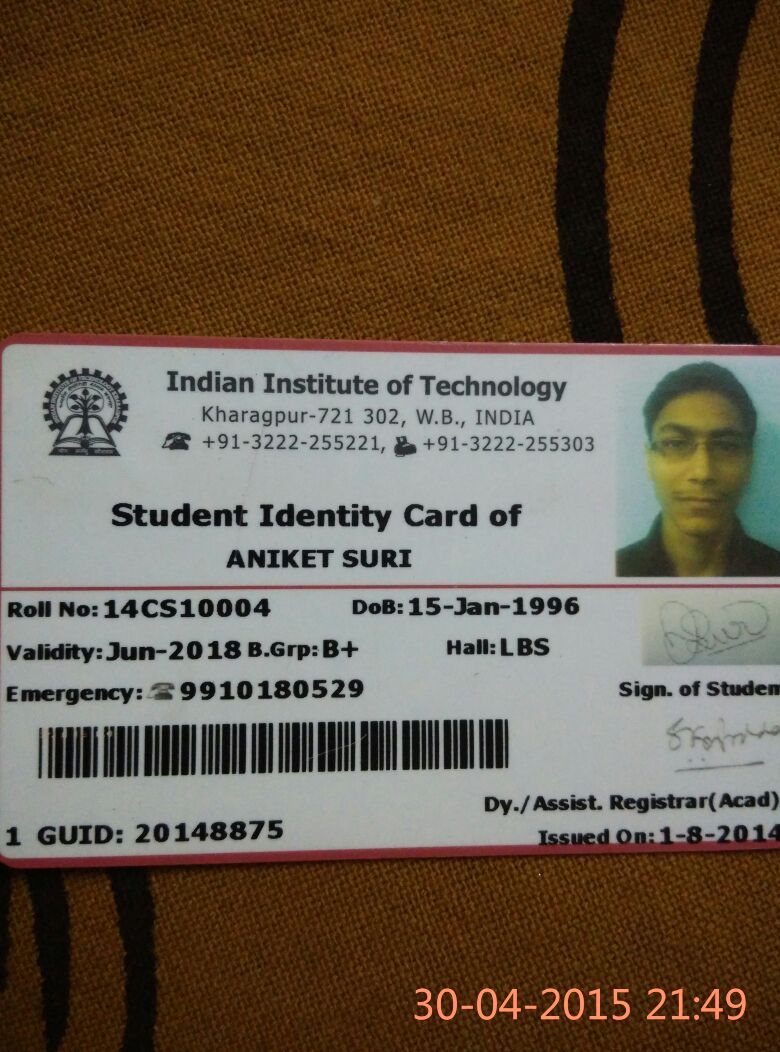 Indian Institute of Technology
Kharagpur-721 302, W.B., INDIA
+91-3222-255221, +91-3222-255303
Student Identity Card of
ANIKET SURI
Roll No: 14CS10004 DoB: 15-Jan-1996
Validity: Jun-2018 B.Grp: B+ Hall: LBS
Emergency: 9910180529
Sign. of Studen
Dy./Assist. Registrar(Acad)
1 GUID: 20148875
Issued On: 1-8-2014
30-04-2015 21:49